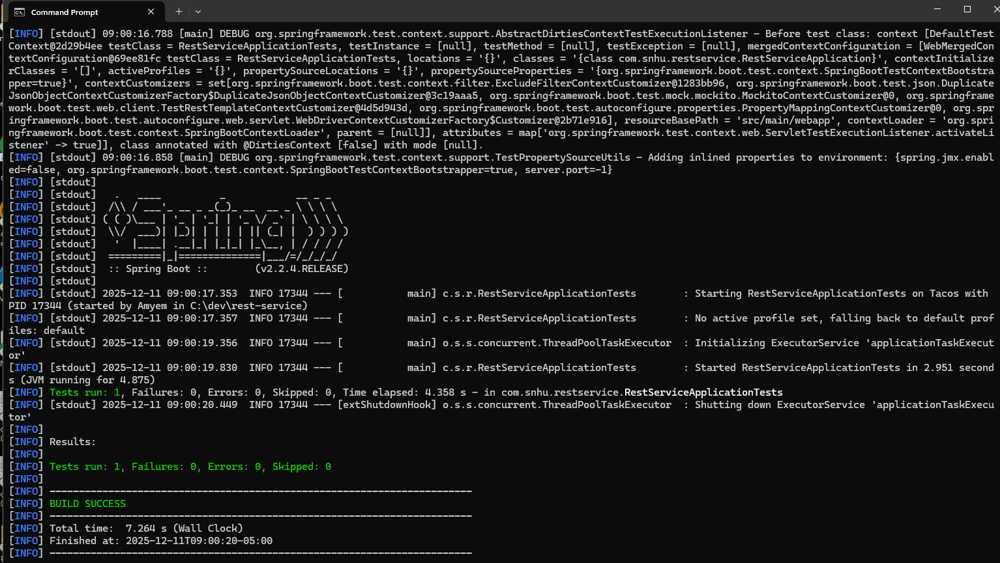 Command Prompt
[INFO] [stdout] 09:00:16.788 [main] DEBUG org.springframework.test.context.support.AbstractDirtiesContextTestExecutionListener - Before test class: context [DefaultTest
Context@2d29b4ee testClass = RestServiceApplicationTests, testInstance = [null], testMethod = [null], testException = [null], mergedContextConfiguration = [WebMergedCon
textConfiguration@69ee81fc testClass = RestServiceApplicationTests, locations = '{}', classes = '{class com.snhu.restservice.RestServiceApplication}', contextInitialize
rClasses = '[]', activeProfiles = '{}', propertySourceLocations = '{}', propertySourceProperties = '{org.springframework.boot.test.context.SpringBootTestContextBootstra
pper=true}', contextCustomizers = set[org.springframework.boot.test.context.filter.ExcludeFilterContextCustomizer@1283bb96, org.springframework.boot.test.json.Duplicate
JsonObjectContextCustomizerFactory$DuplicateJsonObjectContextCustomizer@3c19aaa5, org.springframework.boot.test.mock.mockito.MockitoContextCustomizer@0, org.springframe
work.boot.test.web.client.TestRestTemplateContextCustomizer@4d5d943d, org.springframework.boot.test.autoconfigure.properties.PropertyMappingContextCustomizer@0, org.spr
ingframework.boot.test.autoconfigure.web.servlet.WebDriverContextCustomizerFactory$Customizer@2b71e916], resourceBasePath = 'src/main/webapp', contextLoader = 'org.spri
ngframework.boot.test.context.SpringBootContextLoader', parent = [null]], attributes = map['org.springframework.test.context.web.ServletTestExecutionListener.activateLi
stener' -> true]], class annotated with @DirtiesContext [false] with mode [null].
[INFO] [stdout] 09:00:16.858 [main] DEBUG org.springframework.test.context.support.TestPropertySourceUtils - Adding inlined properties to environment: {spring.jmx.enabl
ed=false, org.springframework.boot.test.context.SpringBootTestContextBootstrapper=true, server.port=-1}
[INFO] [stdout]
[INFO] [stdout]   .   ____          _            __ _ _
[INFO] [stdout]  /\\ / ___'_ __ _ _(_)_ __  __ _ \ \ \ \
[INFO] [stdout] ( ( )\___ | '_ | '_| | '_ \/ _` | \ \ \ \
[INFO] [stdout]  \\/  ___)| |_)| | | | | || (_| |  ) ) ) )
[INFO] [stdout]   '  |____| .__|_| |_|_| |_\__, | / / / /
[INFO] [stdout]  =========|_|==============|___/=/_/_/_/
[INFO] [stdout]  :: Spring Boot ::        (v2.2.4.RELEASE)
[INFO] [stdout]
[INFO] [stdout] 2025-12-11 09:00:17.353  INFO 17344 --- [           main] c.s.r.RestServiceApplicationTests        : Starting RestServiceApplicationTests on Tacos with
PID 17344 (started by Amyem in C:\dev\rest-service)
[INFO] [stdout] 2025-12-11 09:00:17.357  INFO 17344 --- [           main] c.s.r.RestServiceApplicationTests        : No active profile set, falling back to default prof
iles: default
[INFO] [stdout] 2025-12-11 09:00:19.356  INFO 17344 --- [           main] o.s.s.concurrent.ThreadPoolTaskExecutor  : Initializing ExecutorService 'applicationTaskExecut
or'
[INFO] [stdout] 2025-12-11 09:00:19.830  INFO 17344 --- [           main] c.s.r.RestServiceApplicationTests        : Started RestServiceApplicationTests in 2.951 second
s (JVM running for 4.875)
[INFO] Tests run: 1, Failures: 0, Errors: 0, Skipped: 0, Time elapsed: 4.358 s - in com.snhu.restservice.RestServiceApplicationTests
[INFO] [stdout] 2025-12-11 09:00:20.449  INFO 17344 --- [extShutdownHook] o.s.s.concurrent.ThreadPoolTaskExecutor  : Shutting down ExecutorService 'applicationTaskExecu
tor'
[INFO]
[INFO] Results:
[INFO]
[INFO] Tests run: 1, Failures: 0, Errors: 0, Skipped: 0
[INFO]
[INFO] ------------------------------------------------------------------------
[INFO] BUILD SUCCESS
[INFO] ------------------------------------------------------------------------
[INFO] Total time:  7.264 s (Wall Clock)
[INFO] Finished at: 2025-12-11T09:00:20-05:00
[INFO] ------------------------------------------------------------------------